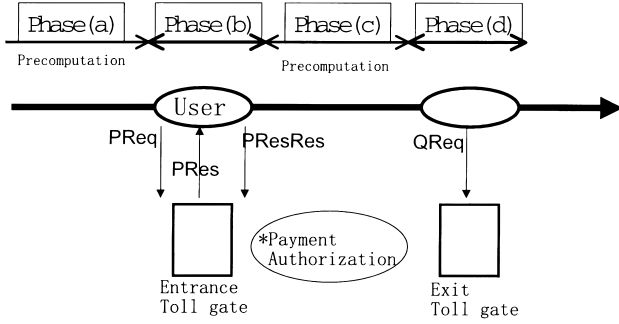 Phase(a) Phase(b) Phase(c) Phase(d)
Precomputation
Precomputation
User
PReq
PRes
PResRes
QReq
*Payment
Authorization
Entrance
Toll gate
Exit
Toll gate